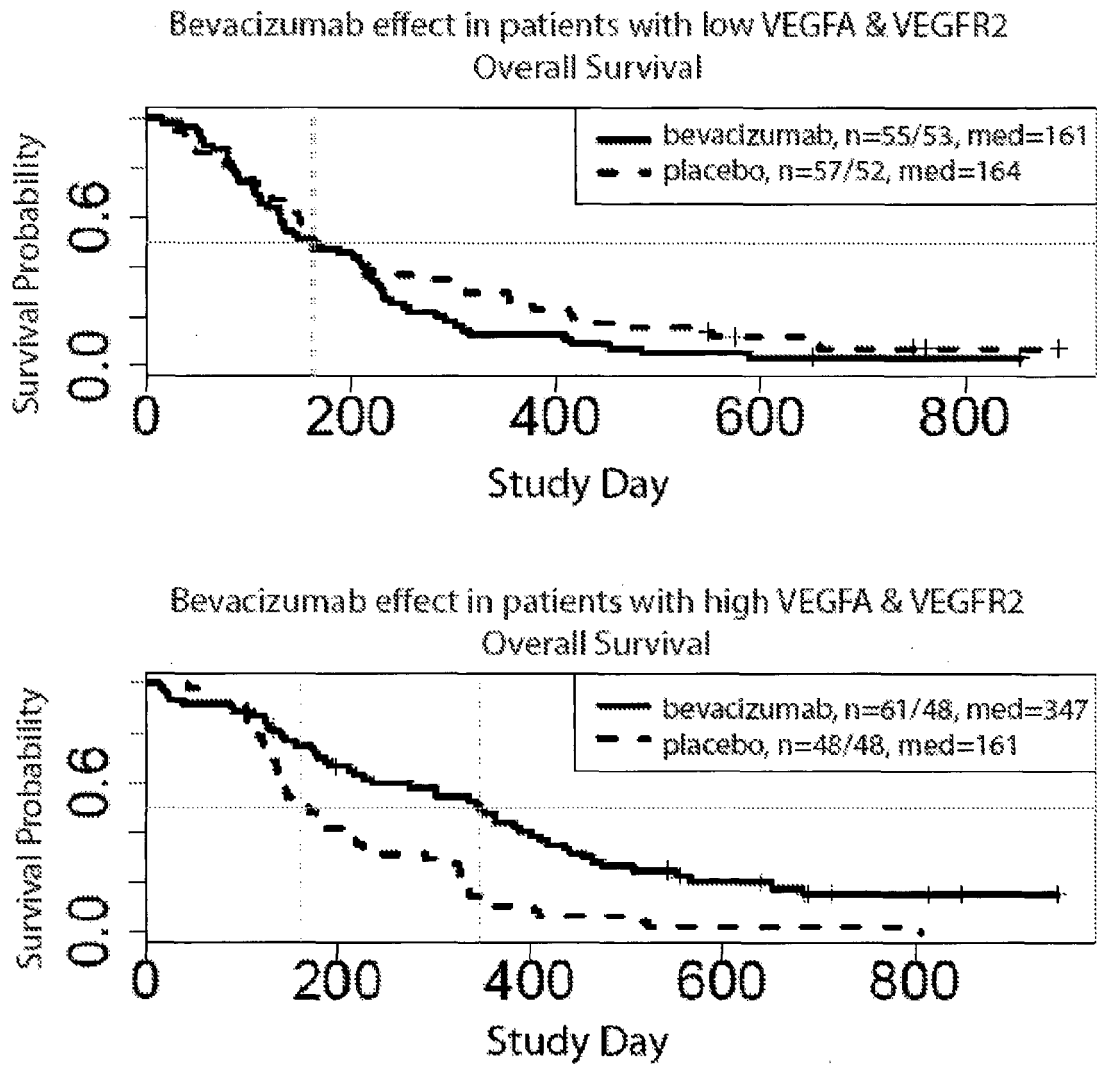 Bevacizumab effect in patients with low VEGFA & VEGFR2
Overall Survival
bevacizumab, n=55/53, med=161
placebo, n=57/52, med=164
Survival Probability
0.6
0.0
0
200
400
600
800
Study Day
Bevacizumab effect in patients with high VEGFA & VEGFR2
Overall Survival
bevacizumab, n=61/48, med=347
placebo, n=48/48, med=161
Survival Probability
0.6
0.0
0
200
400
600
800
Study Day